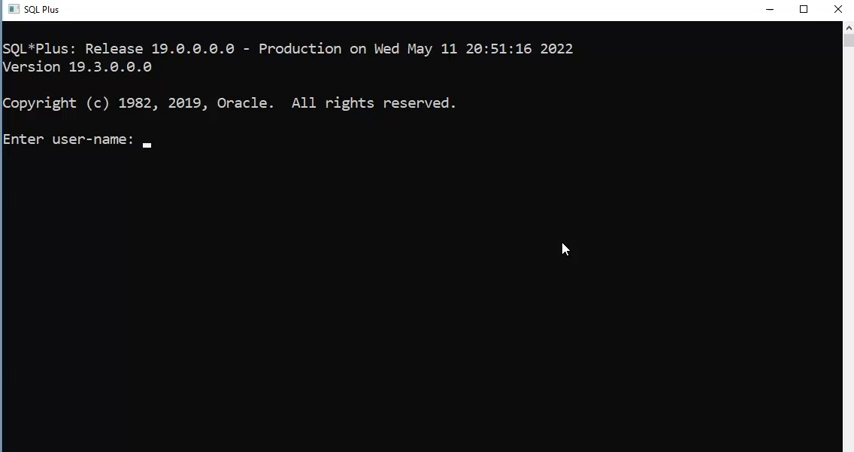 SQL Plus
SQL*Plus: Release 19.0.0.0.0 - Production on Wed May 11 20:51:16 2022
Version 19.3.0.0.0
Copyright (c) 1982, 2019, Oracle.  All rights reserved.
Enter user-name: